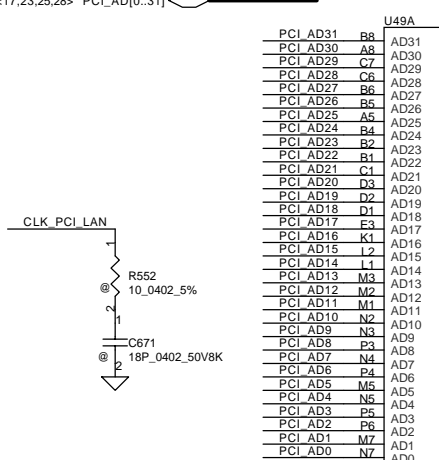 17,23,25,28> PCI_AD[0..31]
U49A
PCI_AD31 B8 AD31
PCI_AD30 A8 AD30
PCI_AD29 C7 AD29
PCI_AD28 C6 AD28
PCI_AD27 B6 AD27
PCI_AD26 B5 AD26
PCI_AD25 A5 AD25
PCI_AD24 B4 AD24
PCI_AD23 B2 AD23
PCI_AD22 B1 AD22
PCI_AD21 C1 AD21
PCI_AD20 D3 AD20
PCI_AD19 D2 AD19
PCI_AD18 D1 AD18
PCI_AD17 E3 AD17
PCI_AD16 K1 AD16
PCI_AD15 L2 AD15
PCI_AD14 L1 AD14
PCI_AD13 M3 AD13
PCI_AD12 M2 AD12
PCI_AD11 M1 AD11
PCI_AD10 N2 AD10
PCI_AD9 N3 AD9
PCI_AD8 P3 AD8
PCI_AD7 N4 AD7
PCI_AD6 P4 AD6
PCI_AD5 M5 AD5
PCI_AD4 N5 AD4
PCI_AD3 P5 AD3
PCI_AD2 P6 AD2
PCI_AD1 M7 AD1
PCI_AD0 N7 AD0
CLK_PCI_LAN
1
R552
@ 10_0402_5%
2
1
C671
@ 18P_0402_50V8K
2